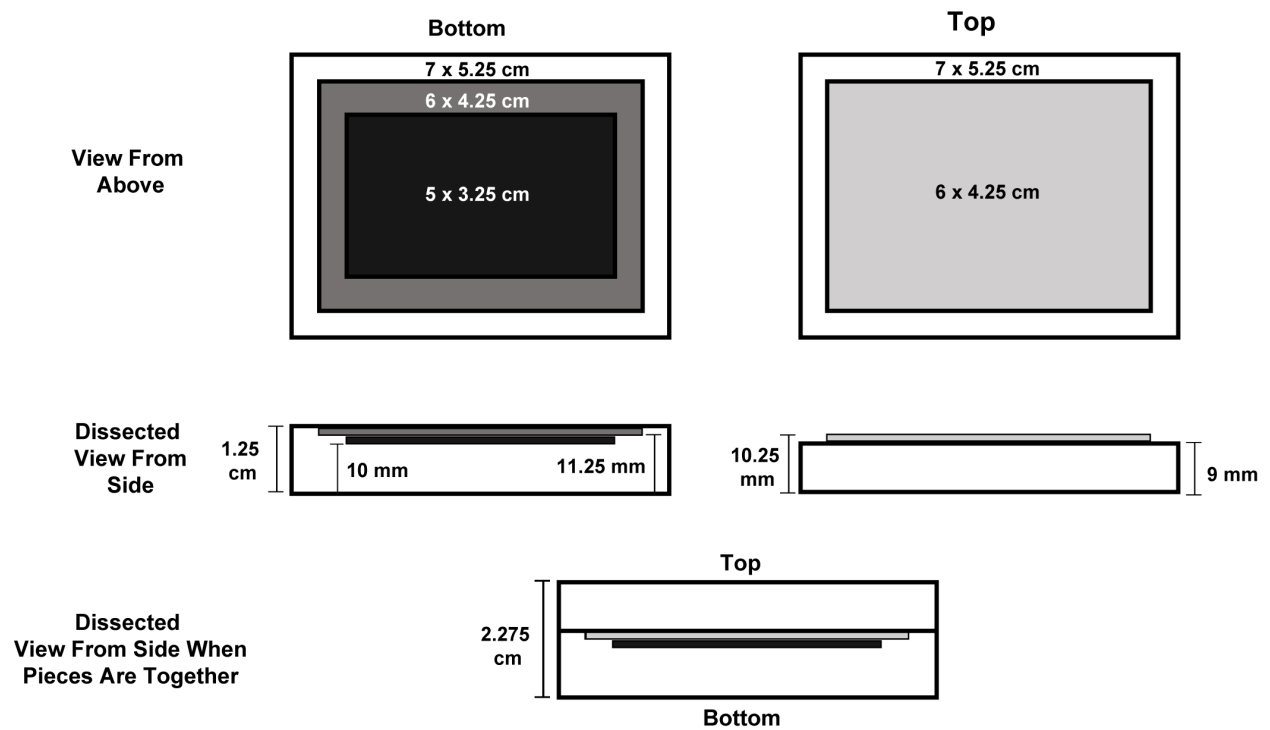 Bottom
Top
7 x 5.25 cm
7 x 5.25 cm
6 x 4.25 cm
View From
Above
5 x 3.25 cm
6 x 4.25 cm
Dissected
View From
Side
1.25
cm
10 mm
11.25 mm
10.25
mm
9 mm
Top
Dissected
View From Side When
Pieces Are Together
2.275
cm
Bottom